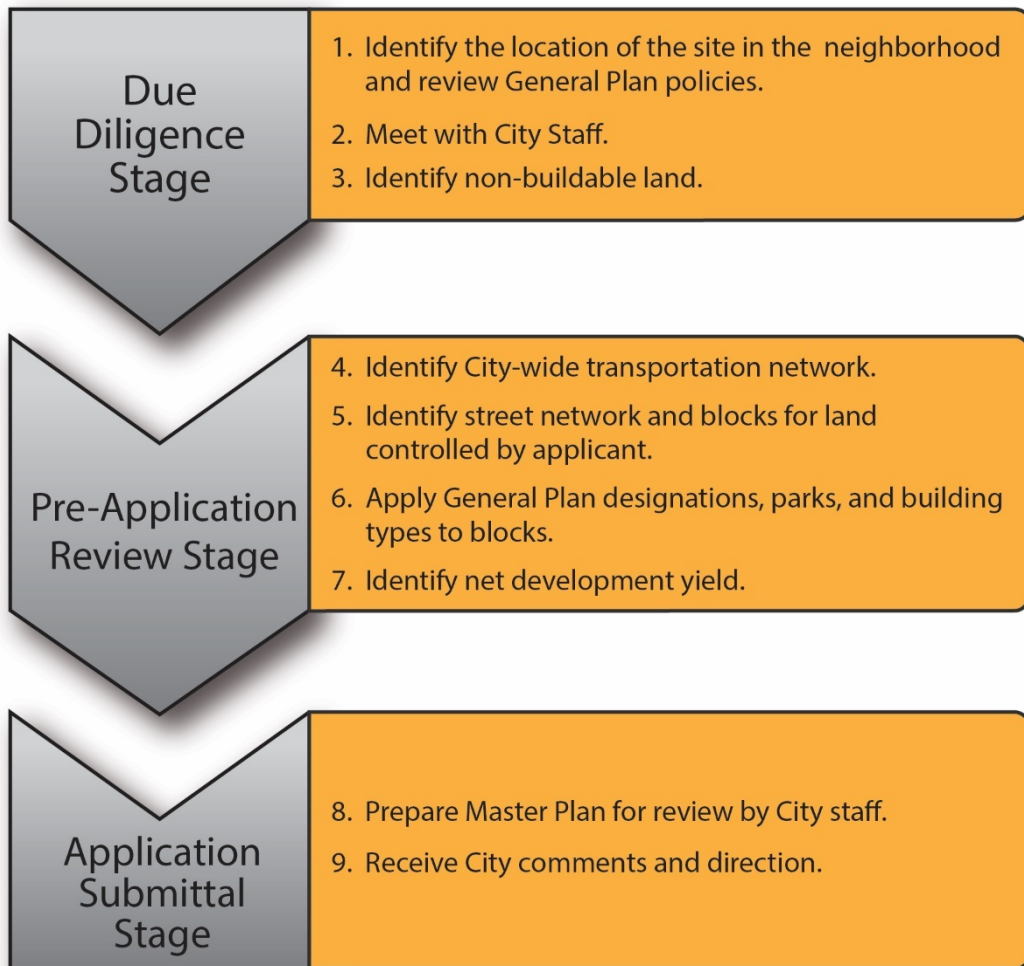 Due
Diligence
Stage
1. Identify the location of the site in the neighborhood
and review General Plan policies.
2. Meet with City Staff.
3. Identify non-buildable land.
Pre-Application
Review Stage
4. Identify City-wide transportation network.
5. Identify street network and blocks for land
controlled by applicant.
6. Apply General Plan designations, parks, and building
types to blocks.
7. Identify net development yield.
Application
Submittal
Stage
8. Prepare Master Plan for review by City staff.
9. Receive City comments and direction.